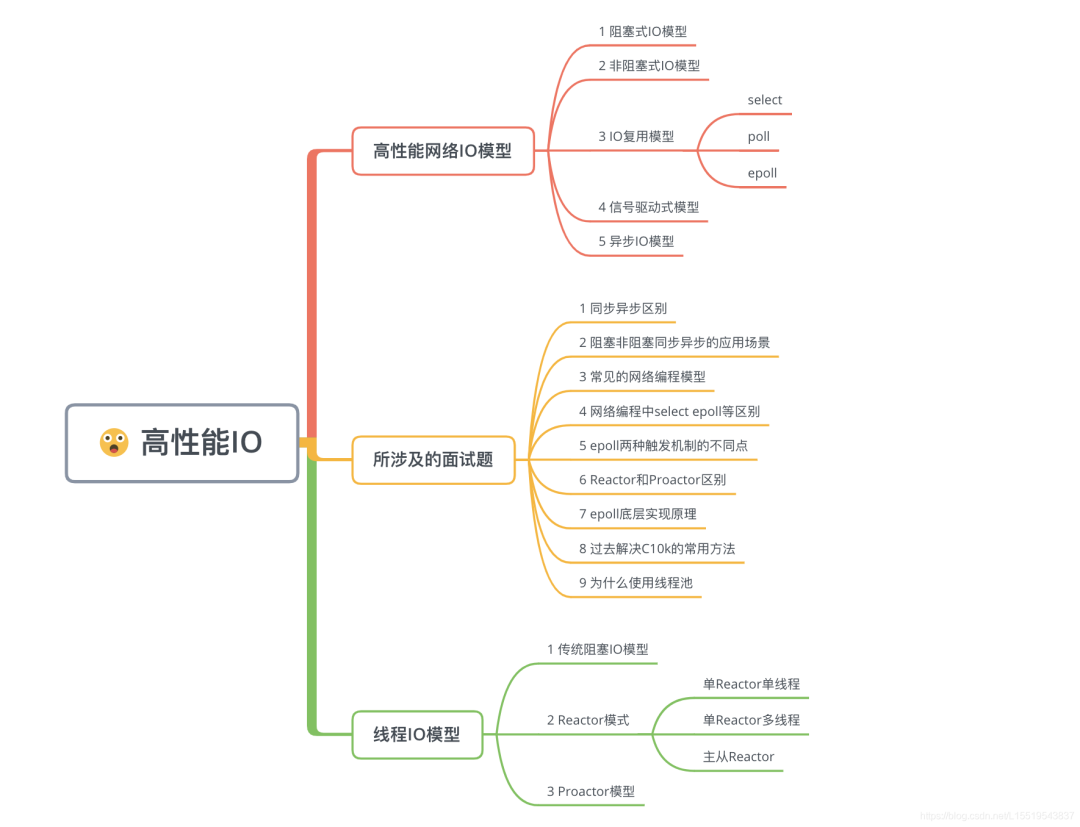 高性能IO
高性能网络IO模型
1 阻塞式IO模型
2 非阻塞式IO模型
3 IO复用模型
select
poll
epoll
4 信号驱动式模型
5 异步IO模型
所涉及的面试题
1 同步异步区别
2 阻塞非阻塞同步异步的应用场景
3 常见的网络编程模型
4 网络编程中select epoll等区别
5 epoll两种触发机制的不同点
6 Reactor和Proactor区别
7 epoll底层实现原理
8 过去解决C10k的常用方法
9 为什么使用线程池
线程IO模型
1 传统阻塞IO模型
2 Reactor模式
单Reactor单线程
单Reactor多线程
主从Reactor
3 Proactor模型